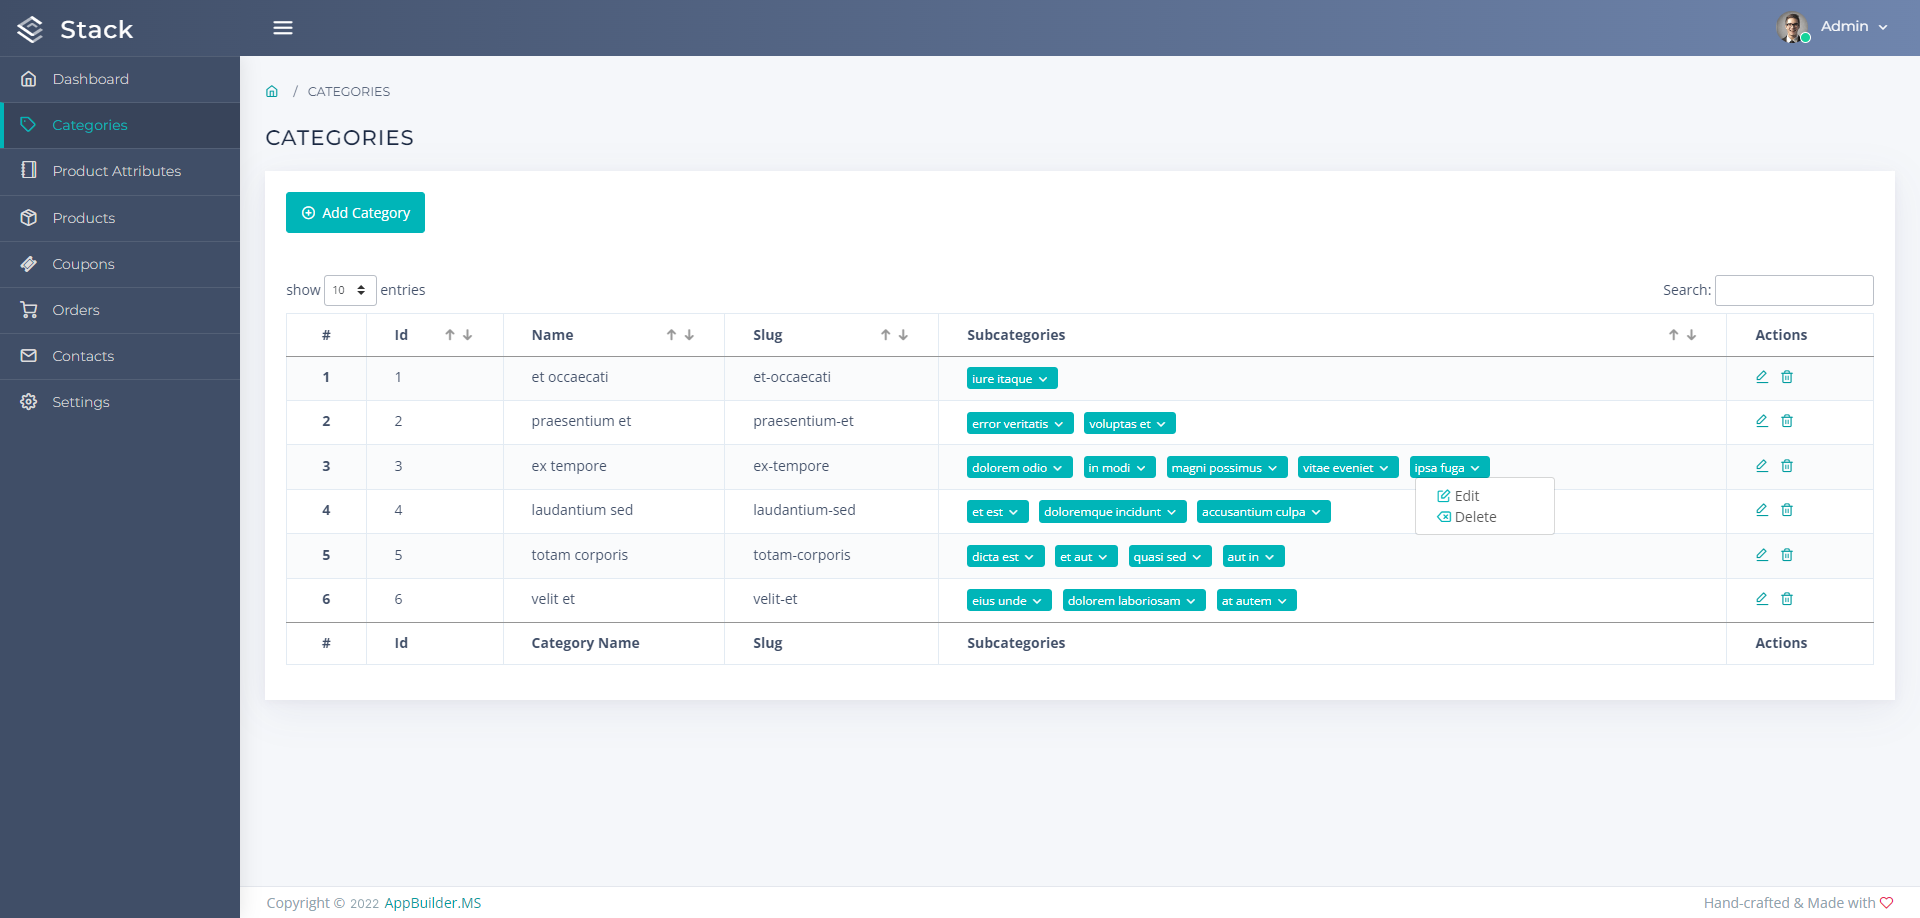 Stack
Admin
Dashboard
Categories
Product Attributes
Products
Coupons
Orders
Contacts
Settings
/ CATEGORIES
CATEGORIES
Add Category
show 10 entries
Search:
# Id Name Slug Subcategories Actions
1 1 et occaecati et-occaecati iure itaque
2 2 praesentium et praesentium-et error veritatis voluptas et
3 3 ex tempore ex-tempore dolorem odio in modi magni possimus vitae eveniet ipsa fuga
Edit
Delete
4 4 laudantium sed laudantium-sed et est doloremque incidunt accusantium culpa
5 5 totam corporis totam-corporis dicta est et aut quasi sed aut in
6 6 velit et velit-et eius unde dolorem laboriosam at autem
# Id Category Name Slug Subcategories Actions
Copyright © 2022 AppBuilder.MS
Hand-crafted & Made with